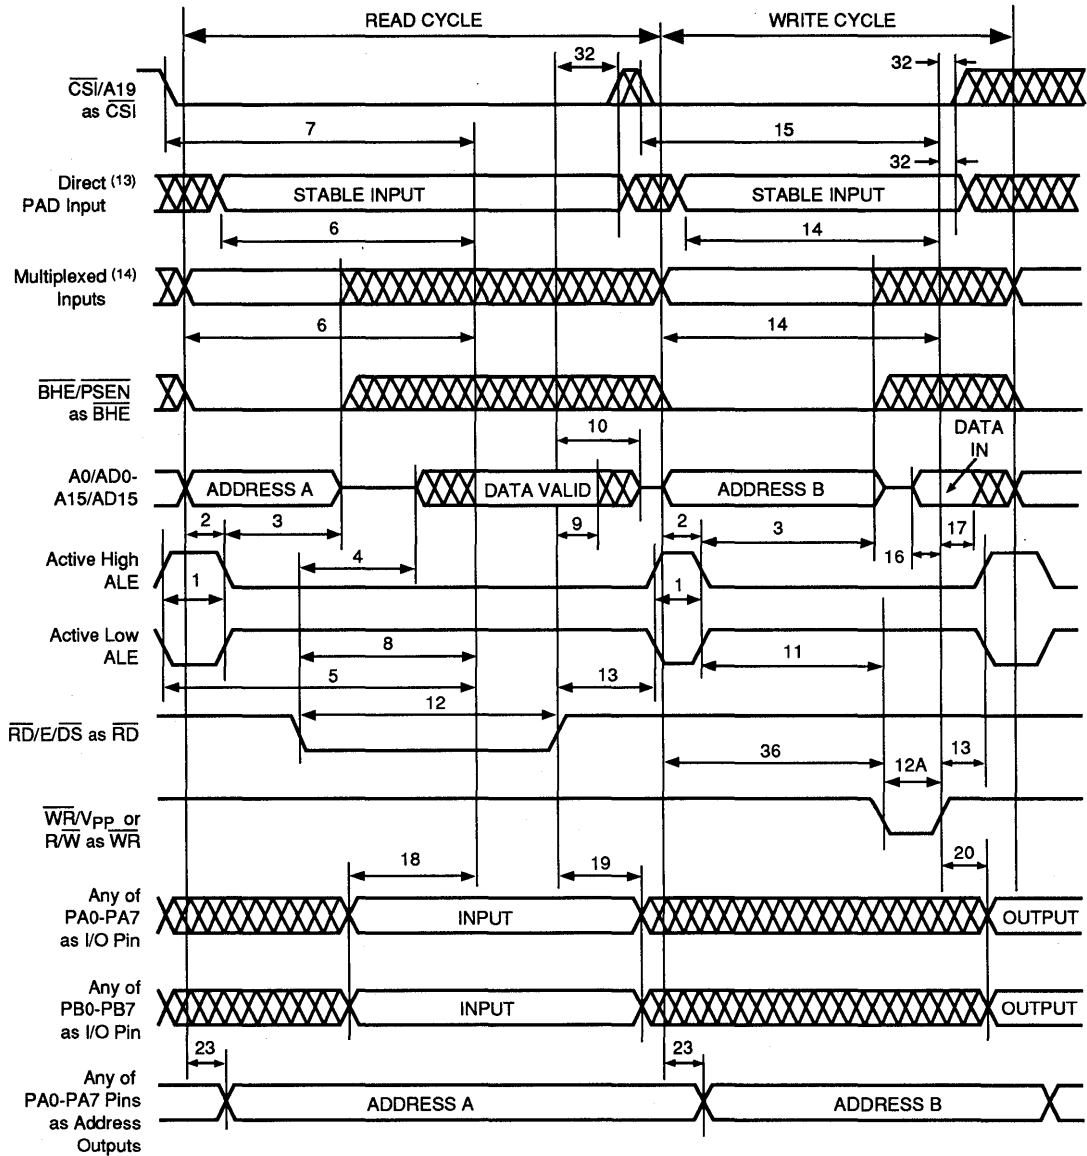 READ CYCLE
WRITE CYCLE
32
32
CSI/A19
as CSI
7
15
32
Direct (13)
PAD Input
STABLE INPUT
STABLE INPUT
6
14
Multiplexed (14)
Inputs
6
14
BHE/PSEN
as BHE
10
DATA
IN
A0/AD0-
A15/AD15
ADDRESS A
DATA VALID
ADDRESS B
2
3
9
2
3
17
4
16
Active High
ALE
1
1
Active Low
ALE
8
11
5
13
12
RD/E/DS as RD
36
12A
13
WR/VPP or
R/W as WR
18
19
20
Any of
PA0-PA7
as I/O Pin
INPUT
OUTPUT
Any of
PB0-PB7
as I/O Pin
INPUT
OUTPUT
23
23
Any of
PA0-PA7 Pins
as Address
Outputs
ADDRESS A
ADDRESS B